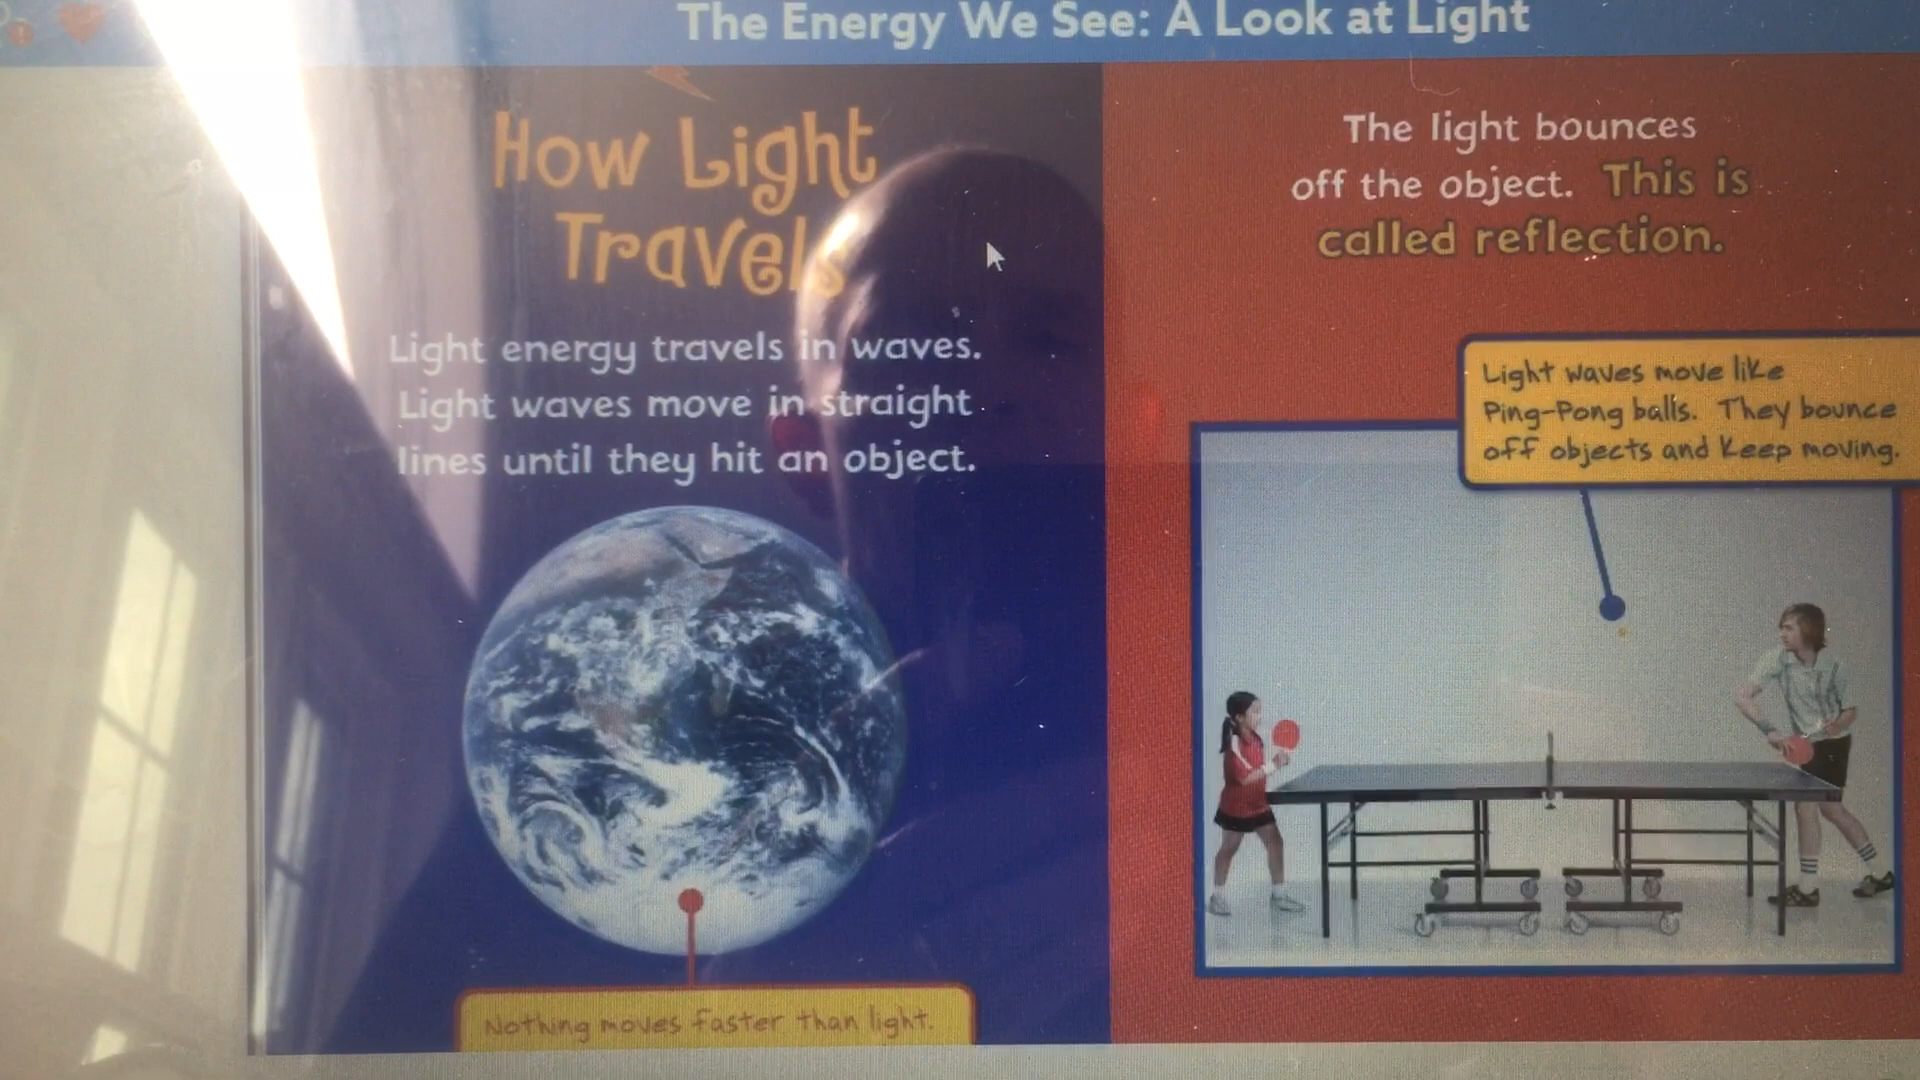 The Energy We See: A Look at Light
How Light
Travels
Light energy travels in waves.
Light waves move in straight
lines until they hit an object.
Nothing moves faster than light.
The light bounces
off the object. This is
called reflection.
Light waves move like
Ping-Pong balls. They bounce
off objects and keep moving.